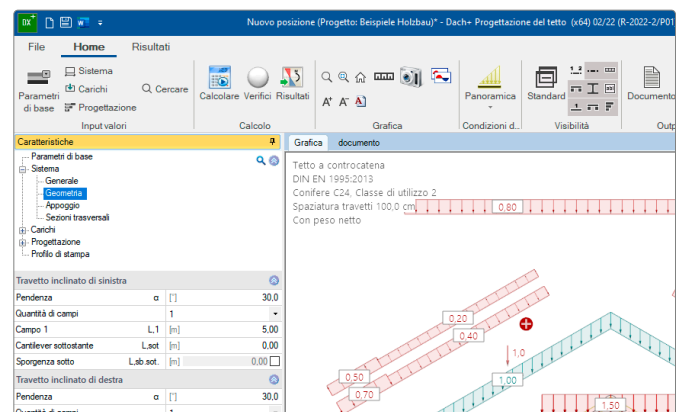 DX+ Nuovo posizione (Progetto: Beispiele Holzbau)* - Dach+ Progettazione del tetto (x64) 02/22 (R-2022-2/P01
File Home Risultati
Parametri di base
Sistema
Carichi
Progettazione
Cercare
Input valori
Calcolare Verifici Risultati
Calcolo
A+ A- A
Grafica
Panoramica
Condizioni d...
Standard
Visibilità
Documento
Outp
Caratteristiche
Parametri di base
Sistema
Generale
Geometria
Appoggio
Sezioni trasversali
Carichi
Progettazione
Profilo di stampa
Travetto inclinato di sinistra
Pendenza α [°] 30,0
Quantità di campi 1
Campo 1 L,1 [m] 5,00
Cantilever sottostante L,sot [m] 0,00
Sporgenza sotto L,sb.sot. [m] 0,00
Travetto inclinato di destra
Pendenza α [°] 30,0
Quantità di campi 1
Grafica documento
Tetto a controcatena
DIN EN 1995:2013
Conifere C24, Classe di utilizzo 2
Spaziatura travetti 100,0 cm
Con peso netto
0,80
0,20
0,40
1,0
0,50
0,70
1,00
1,50